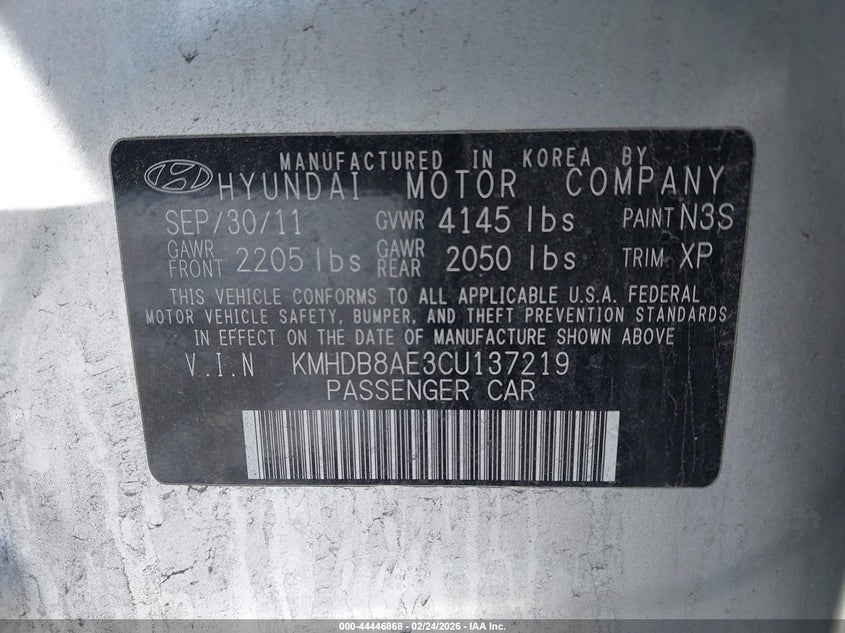 MANUFACTURED IN KOREA BY
HYUNDAI MOTOR COMPANY
SEP/30/11 GVWR 4145 lbs PAINT N3S
GAWR FRONT 2205 lbs GAWR REAR 2050 lbs TRIM XP
THIS VEHICLE CONFORMS TO ALL APPLICABLE U.S.A. FEDERAL
MOTOR VEHICLE SAFETY, BUMPER, AND THEFT PREVENTION STANDARDS
IN EFFECT ON THE DATE OF MANUFACTURE SHOWN ABOVE
V.I.N KMHDB8AE3CU137219
PASSENGER CAR
000-44446868 - 02/24/2026 - IAA Inc.